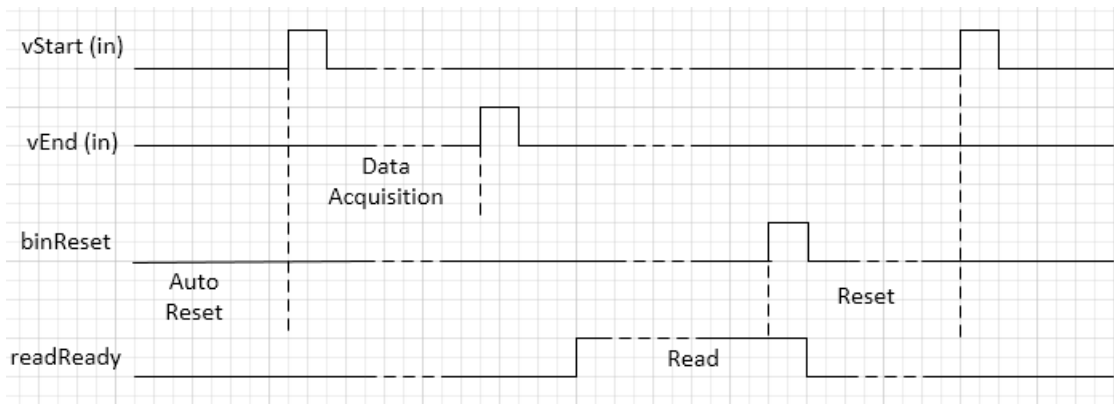 vStart (in)
vEnd (in)
Data
Acquisition
binReset
Auto
Reset
Reset
readReady
Read